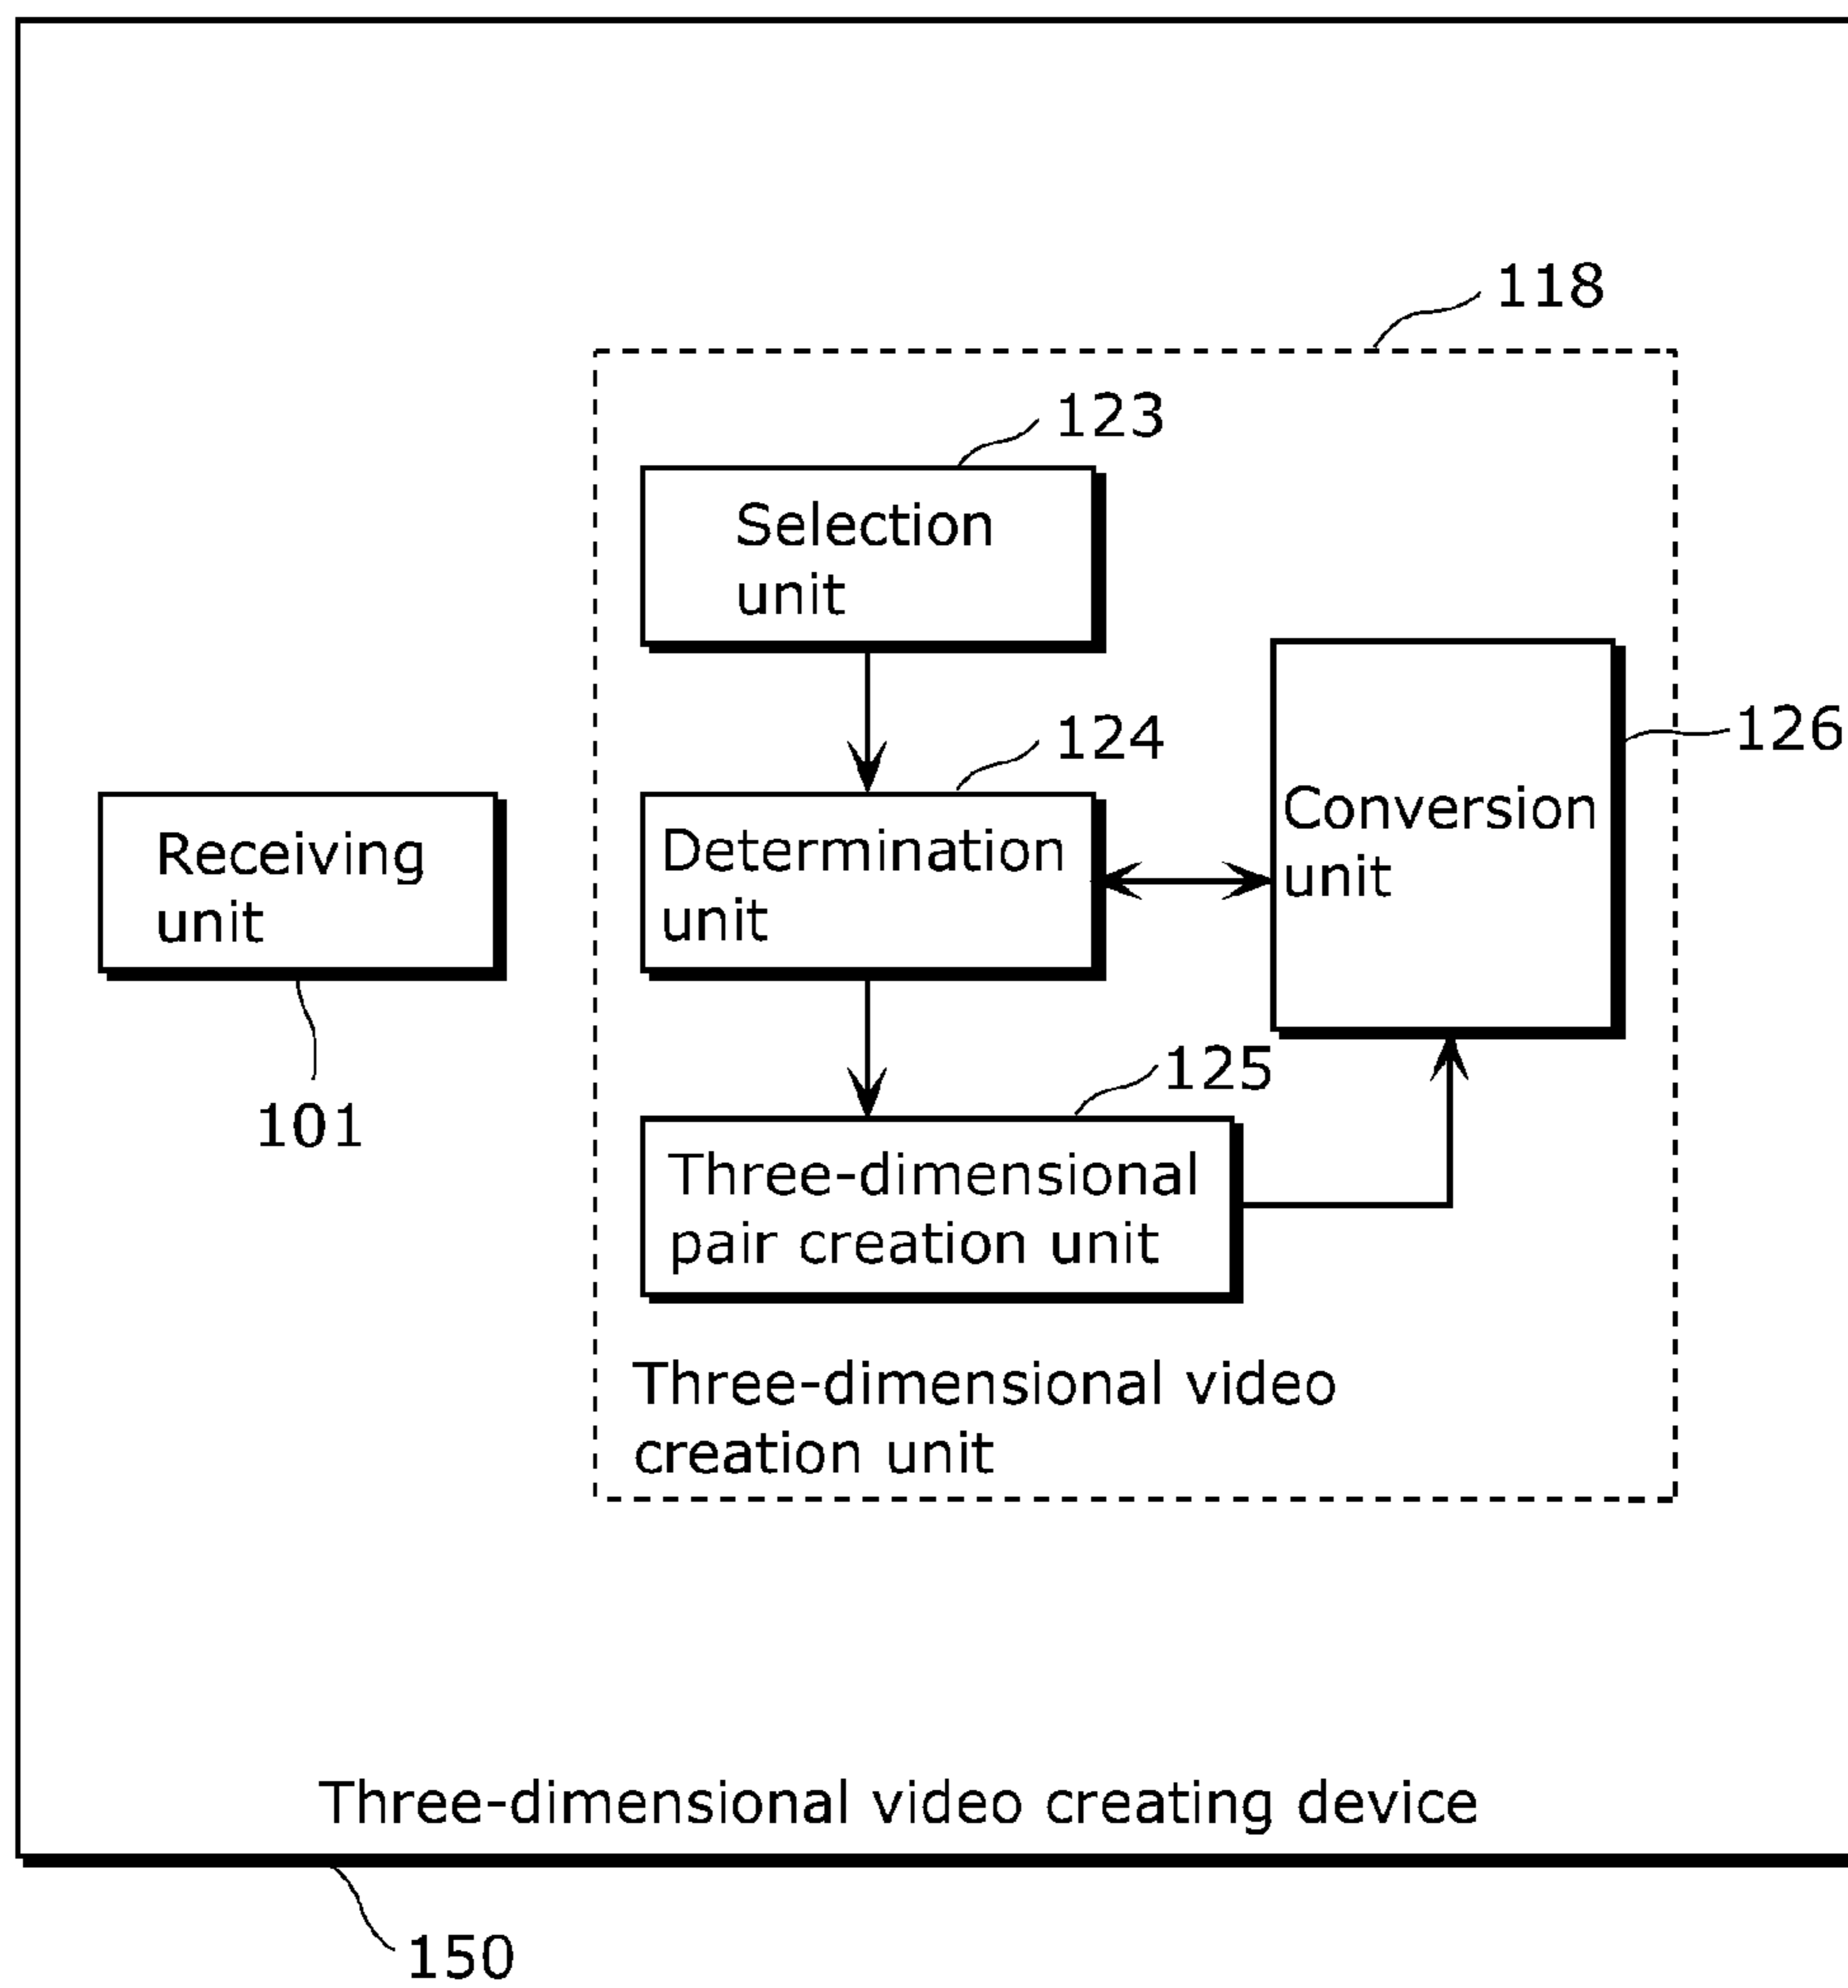 118
123
Selection
unit
124
126
Receiving
unit
Determination
unit
Conversion
unit
101
125
Three-dimensional
pair creation unit
Three-dimensional video
creation unit
Three-dimensional video creating device
150